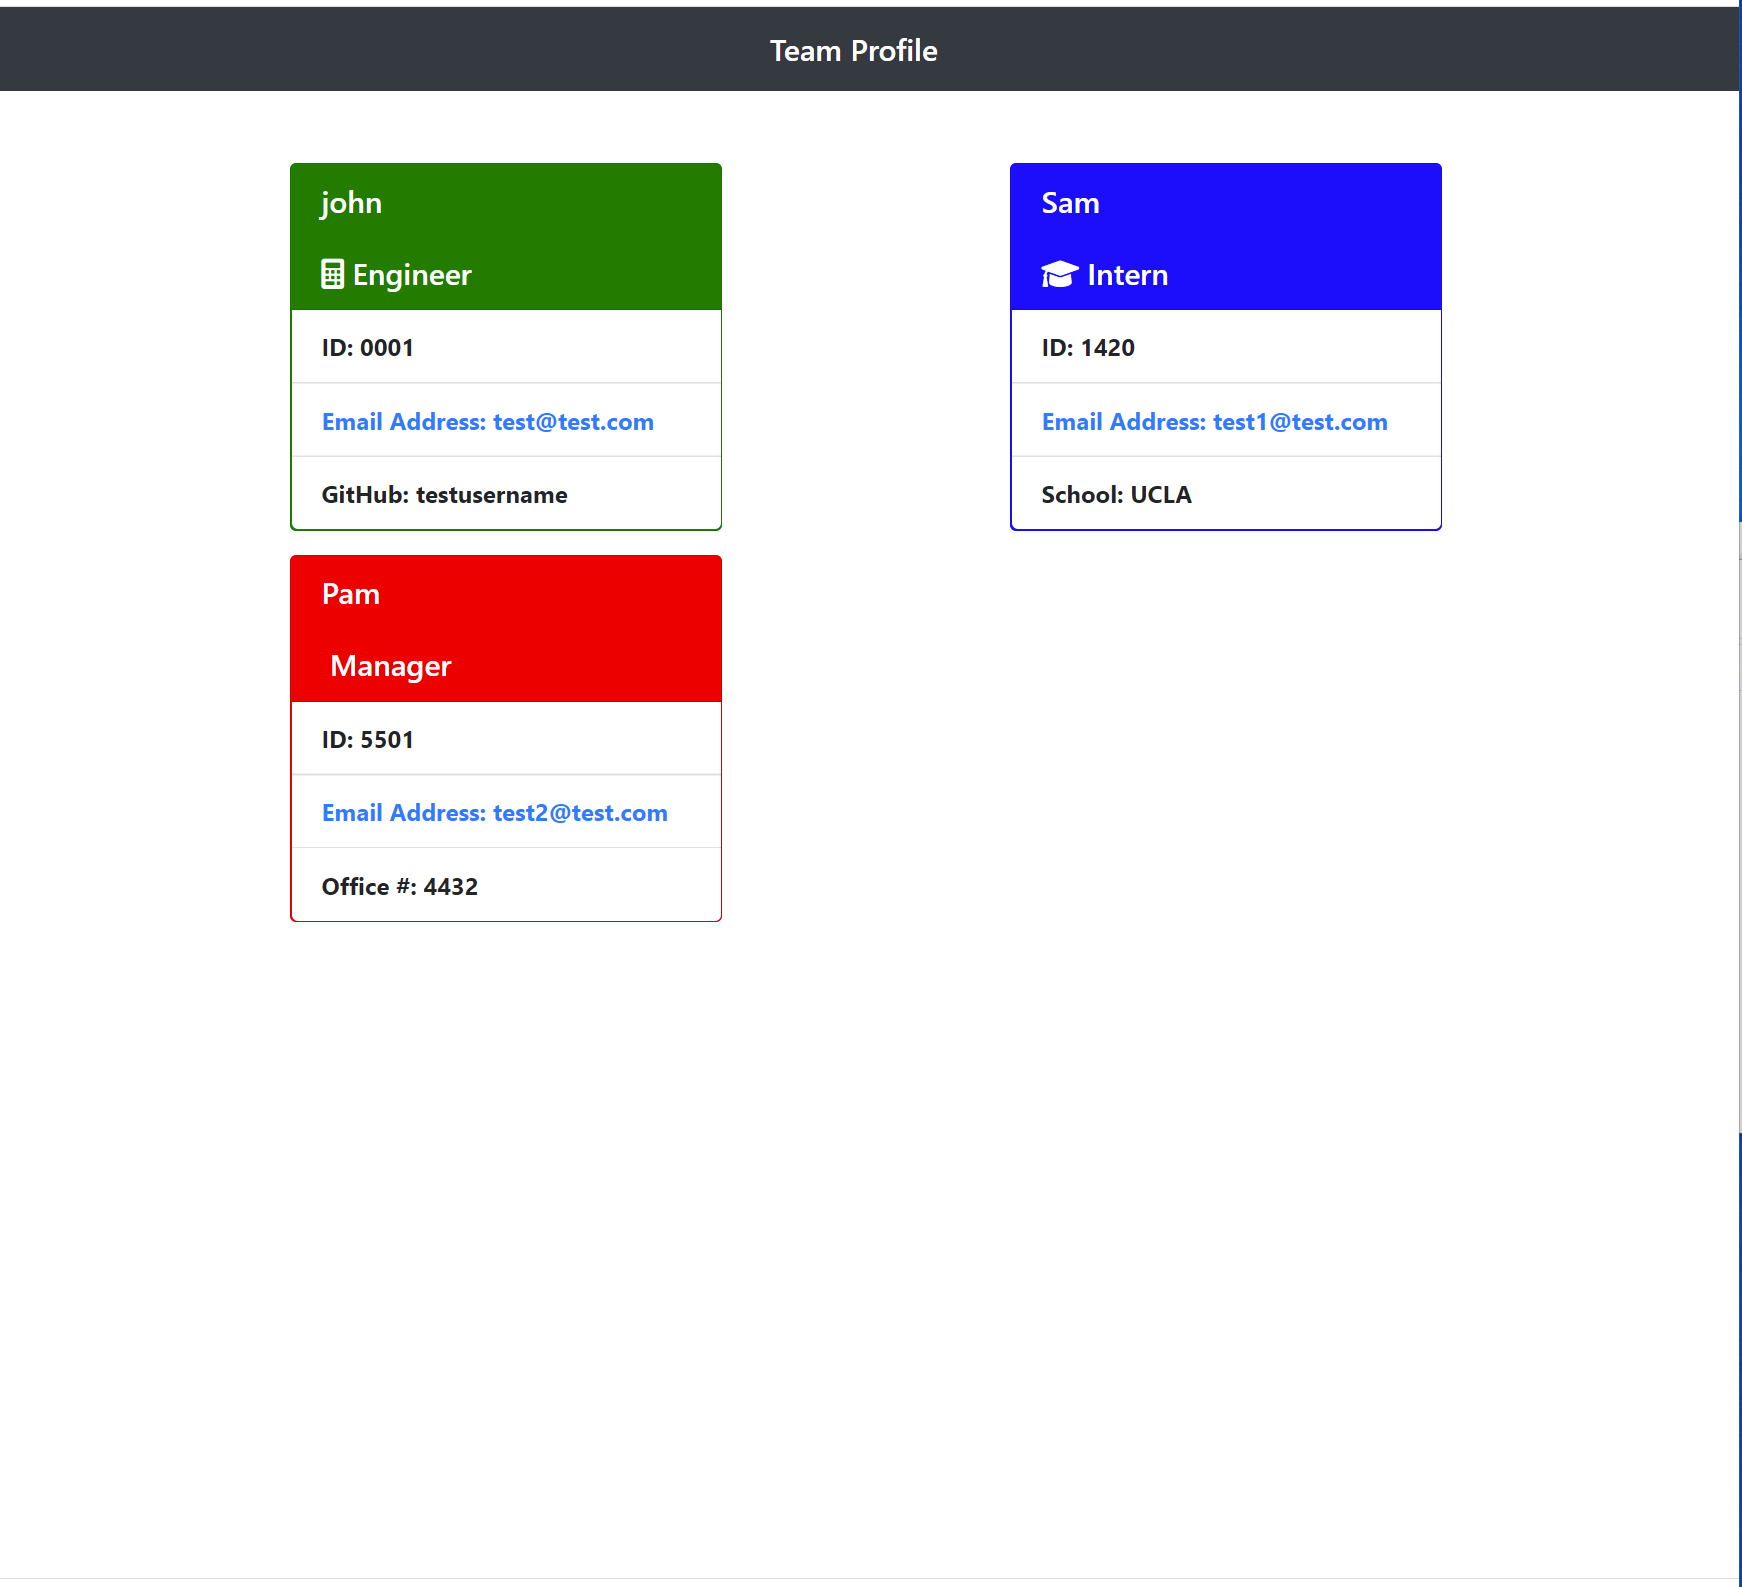 Team Profile
john
Engineer
ID: 0001
Email Address: test@test.com
GitHub: testusername
Sam
Intern
ID: 1420
Email Address: test1@test.com
School: UCLA
Pam
Manager
ID: 5501
Email Address: test2@test.com
Office #: 4432